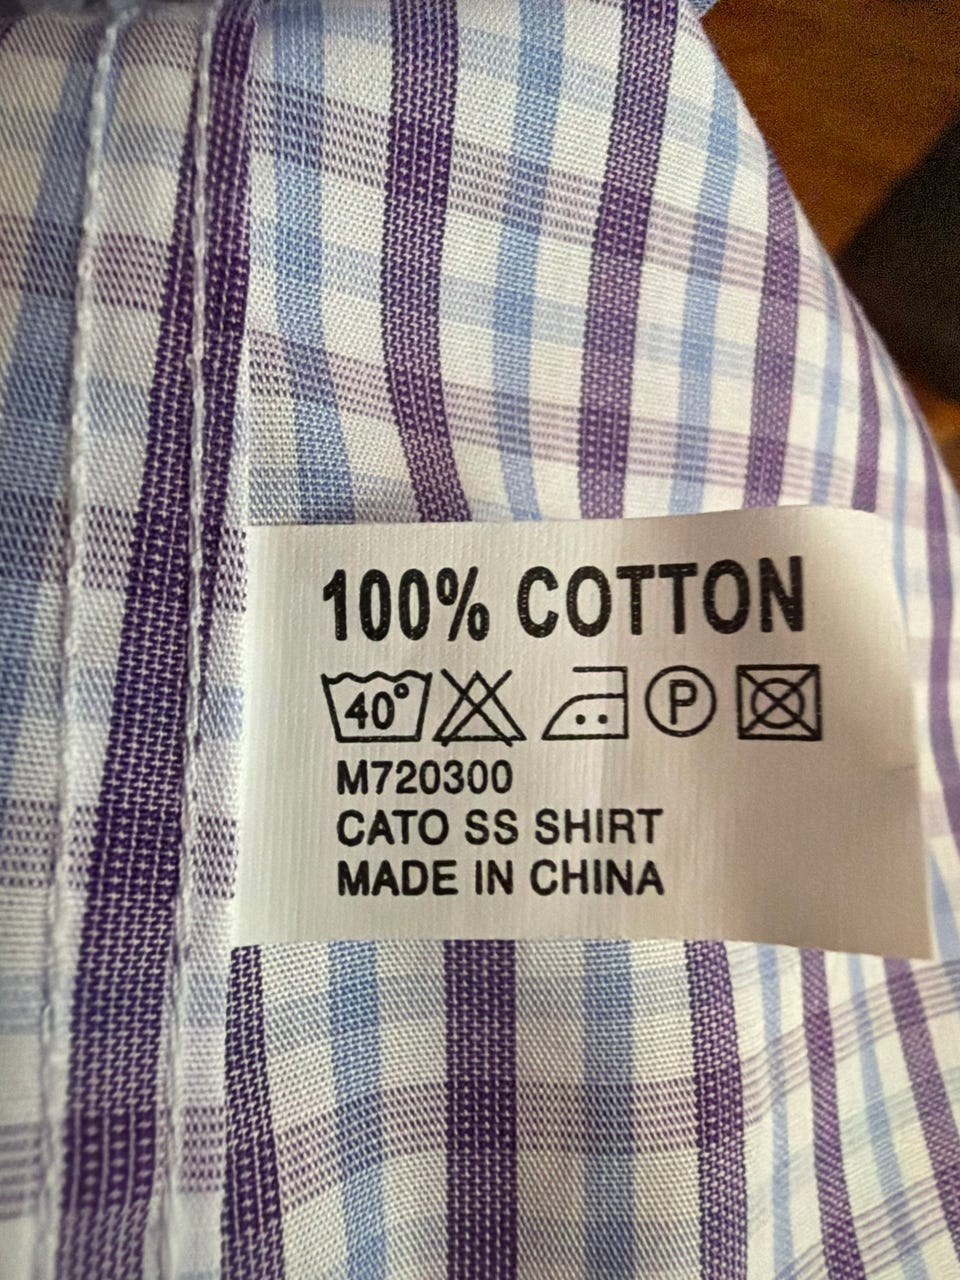 100% COTTON
40° P
M720300
CATO SS SHIRT
MADE IN CHINA